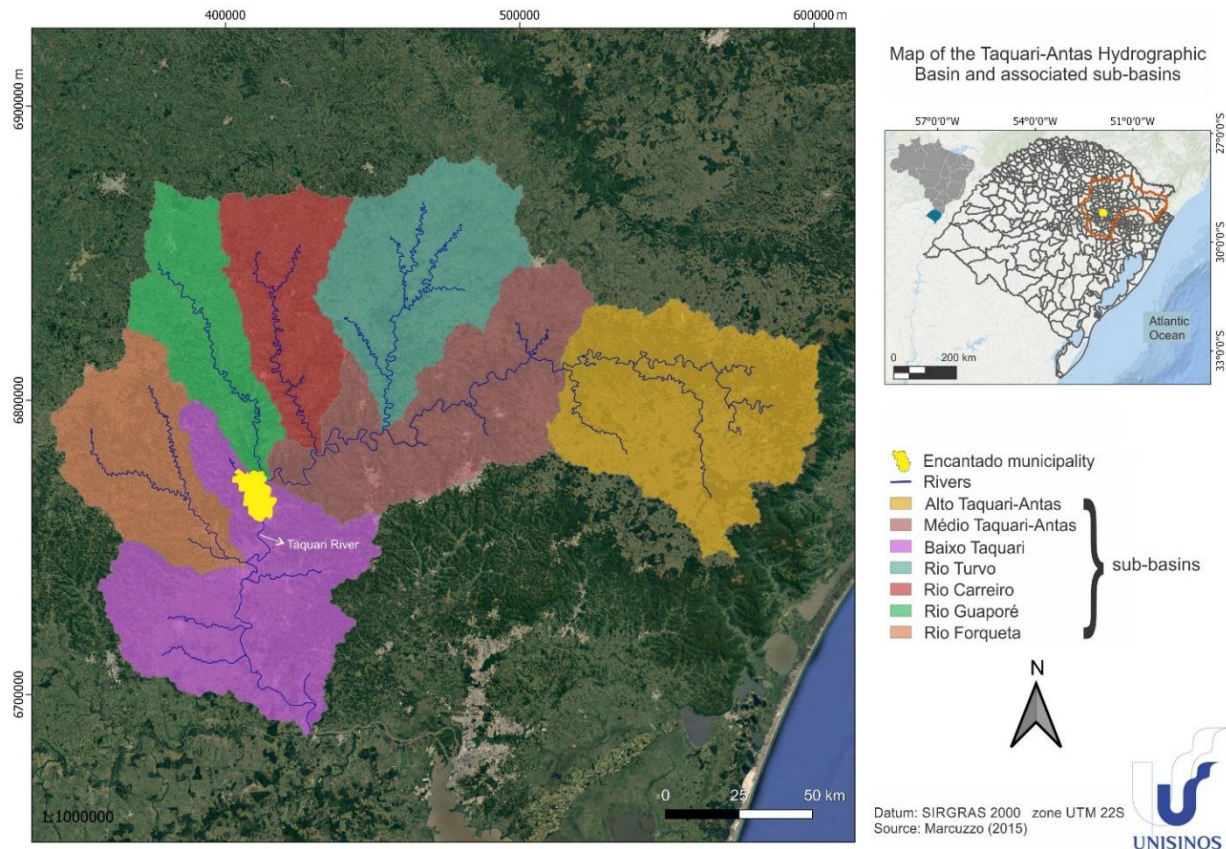 400000
500000
600000 m
6900000 m
6800000
6700000
Taquari River
1:1000000
0 25 50 km
Map of the Taquari-Antas Hydrographic
Basin and associated sub-basins
57°0'0"S
54°0'0"S
51°0'0"S
27°0'0"S
30°0'0"S
33°0'0"S
Atlantic
Ocean
0 200 km
Encantado municipality
Rivers
Alto Taquari-Antas
Médio Taquari-Antas
Baixo Taquari
Rio Turvo
Rio Carreiro
Rio Guaporé
Rio Forqueta
sub-basins
N
Datum: SIRGRAS 2000 zone UTM 22S
Source: Marcuzzo (2015)
UNISINOS